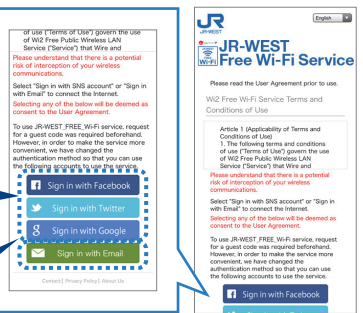 of use ("Terms of Use") govern the use
of Wi2 Free Public Wireless LAN
Service ("Service") that Wire and
Please understand that there is a potential
risk of interception of your wireless
communications.
Select "Sign in with SNS account" or "Sign in
with Email" to connect the Internet.
Selecting any of the below will be deemed as
consent to the User Agreement.
To use JR-WEST_FREE_Wi-Fi service, request
for a guest code was required beforehand.
However, in order to make the service more
convenient, we have changed the
authentication method so that you can use
the following accounts to use the service.
Sign in with Facebook
Sign in with Twitter
Sign in with Google
Sign in with Email
Contact | Privacy Policy | About Us
JR
JR-WEST
English
Wi-Fi
JR-WEST
Free Wi-Fi Service
Please read the User Agreement prior to use.
Wi2 Free Wi-Fi Service Terms and
Conditions of Use
Article 1 (Applicability of Terms and
Conditions of Use)
1. The following terms and conditions
of use ("Terms of Use") govern the use
of Wi2 Free Public Wireless LAN
Service ("Service") that Wire and
Please understand that there is a potential
risk of interception of your wireless
communications.
Select "Sign in with SNS account" or "Sign in
with Email" to connect the Internet.
Selecting any of the below will be deemed as
consent to the User Agreement.
To use JR-WEST_FREE_Wi-Fi service, request
for a guest code was required beforehand.
However, in order to make the service more
convenient, we have changed the
authentication method so that you can use
the following accounts to use the service.
Sign in with Facebook